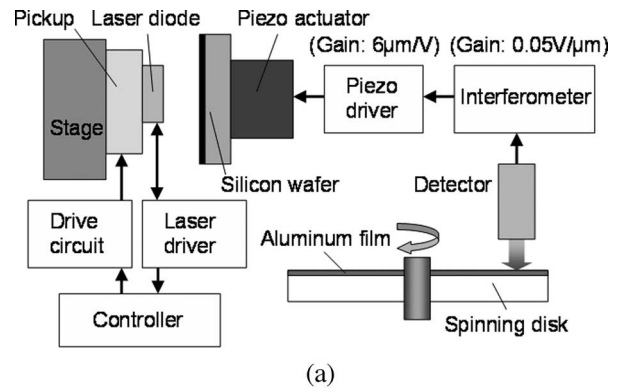 Pickup Laser diode Piezo actuator
(Gain: 6μm/V) (Gain: 0.05V/μm)
Stage
Piezo
driver
Interferometer
Silicon wafer
Detector
Drive
circuit
Laser
driver
Aluminum film
Controller
Spinning disk
(a)